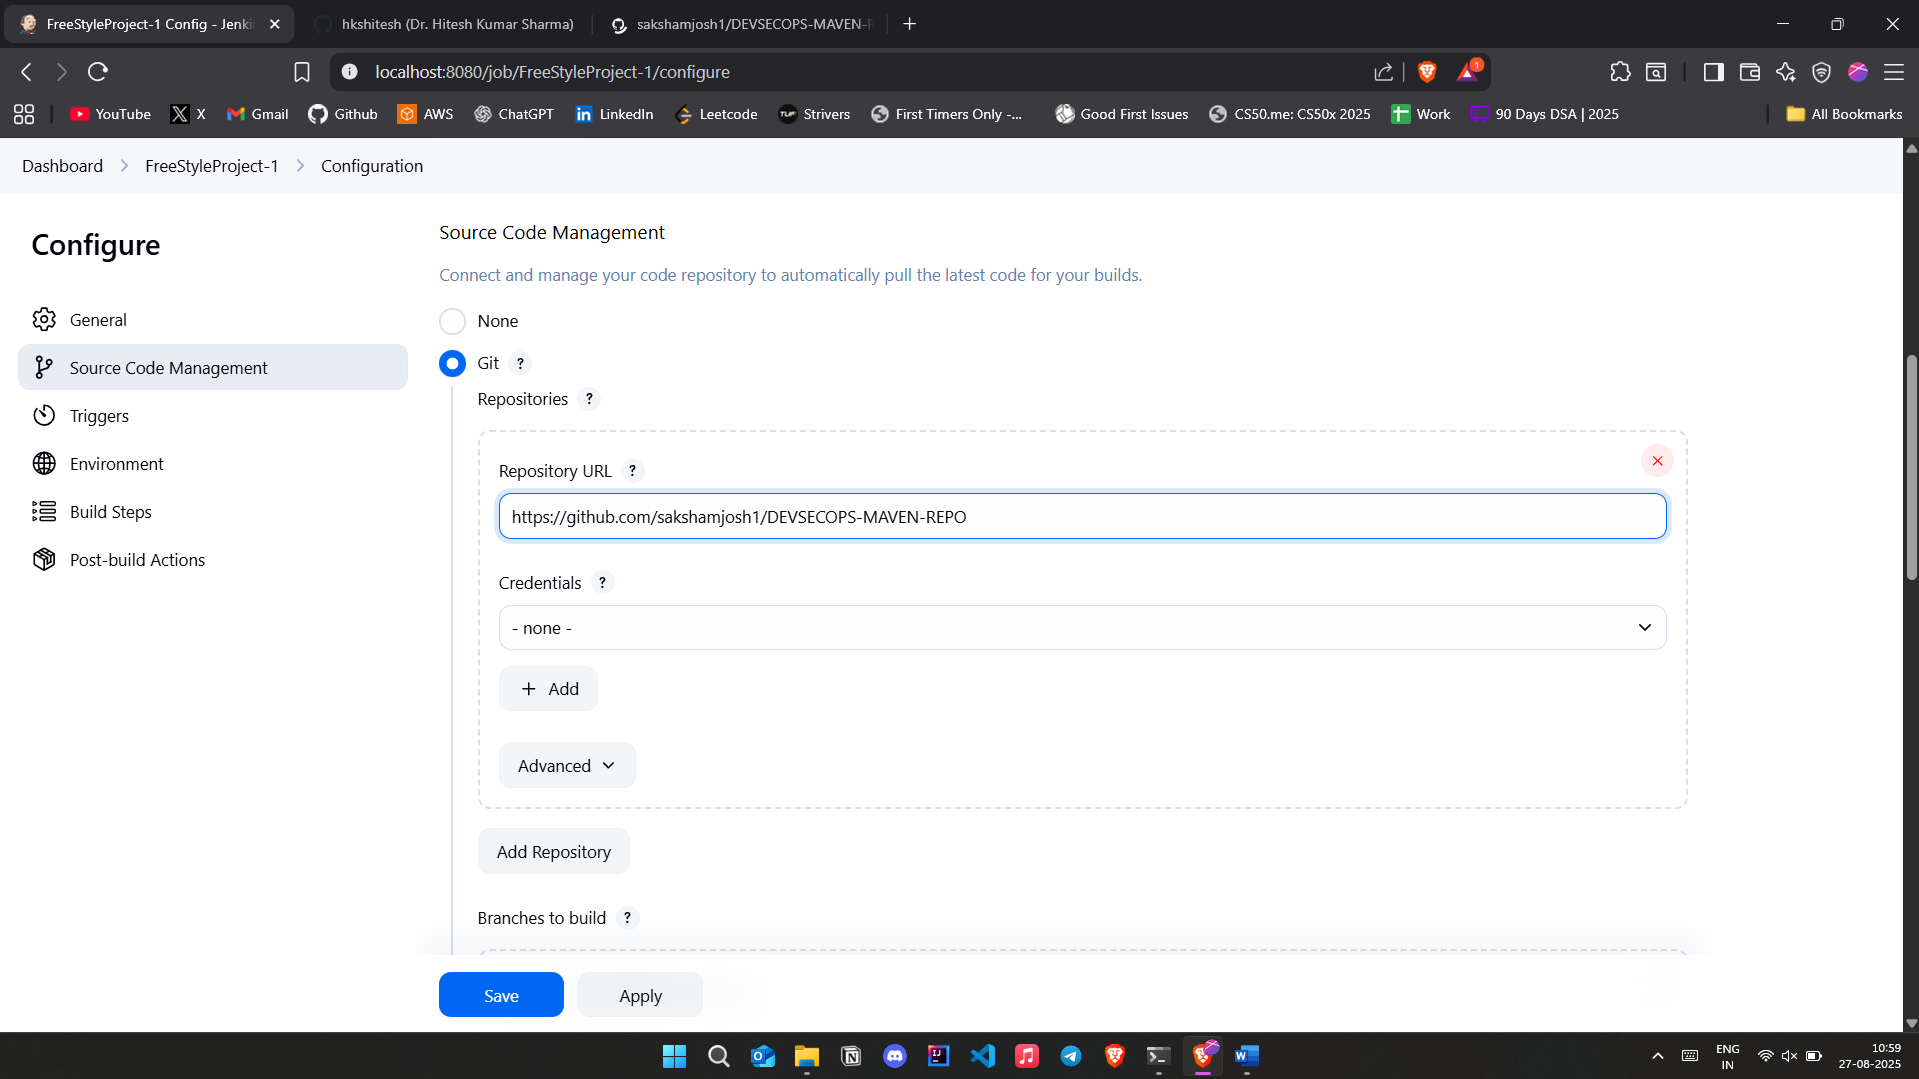 FreeStyleProject-1 Config - Jenki
hkshitesh (Dr. Hitesh Kumar Sharma)
sakshamjosh1/DEVSECOPS-MAVEN-R
localhost:8080/job/FreeStyleProject-1/configure
1
YouTube
X
Gmail
Github
AWS
ChatGPT
LinkedIn
Leetcode
Strivers
First Timers Only -...
Good First Issues
CS50.me: CS50x 2025
Work
90 Days DSA | 2025
All Bookmarks
Dashboard > FreeStyleProject-1 > Configuration
Configure
General
Source Code Management
Triggers
Environment
Build Steps
Post-build Actions
Source Code Management
Connect and manage your code repository to automatically pull the latest code for your builds.
None
Git ?
Repositories ?
Repository URL ?
https://github.com/sakshamjosh1/DEVSECOPS-MAVEN-REPO
Credentials ?
- none -
+ Add
Advanced
Add Repository
Branches to build ?
Save
Apply
ENG
IN
10:59
27-08-2025